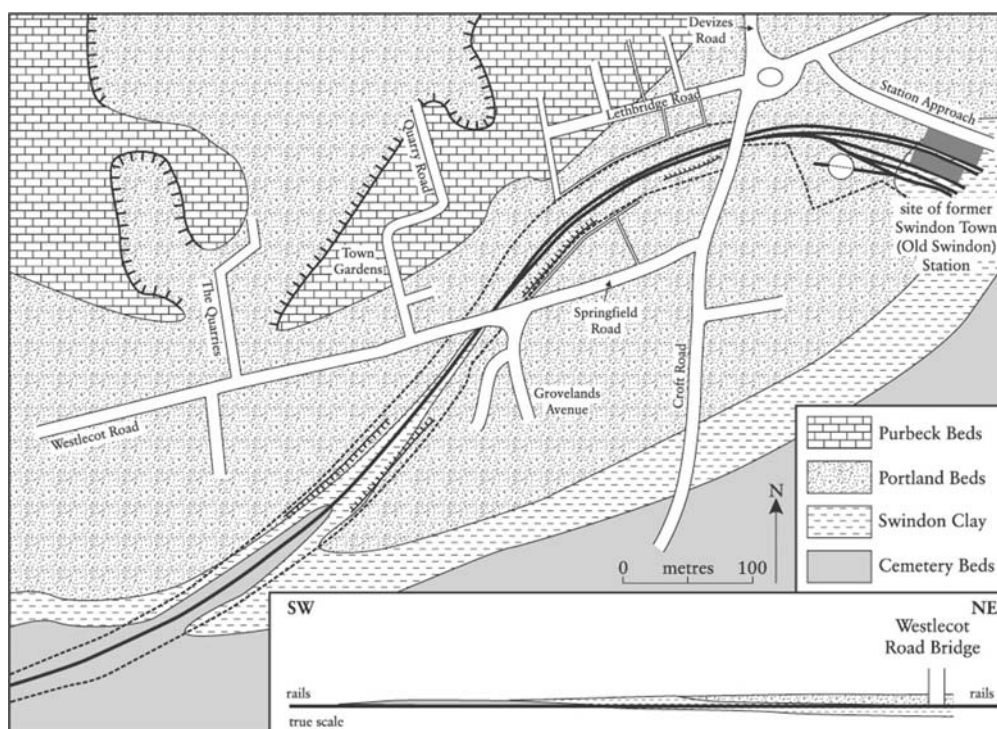 Devizes
Road
Lethbridge Road
Station Approach
Quarry Road
Town
Gardens
The Quarries
site of former
Swindon Town
(Old Swindon)
Station
Springfield
Road
Croft Road
Grovelands
Avenue
Westlecot Road
N
0 metres 100
Purbeck Beds
Portland Beds
Swindon Clay
Cemetery Beds
SW
NE
Westlecot
Road Bridge
rails
rails
true scale